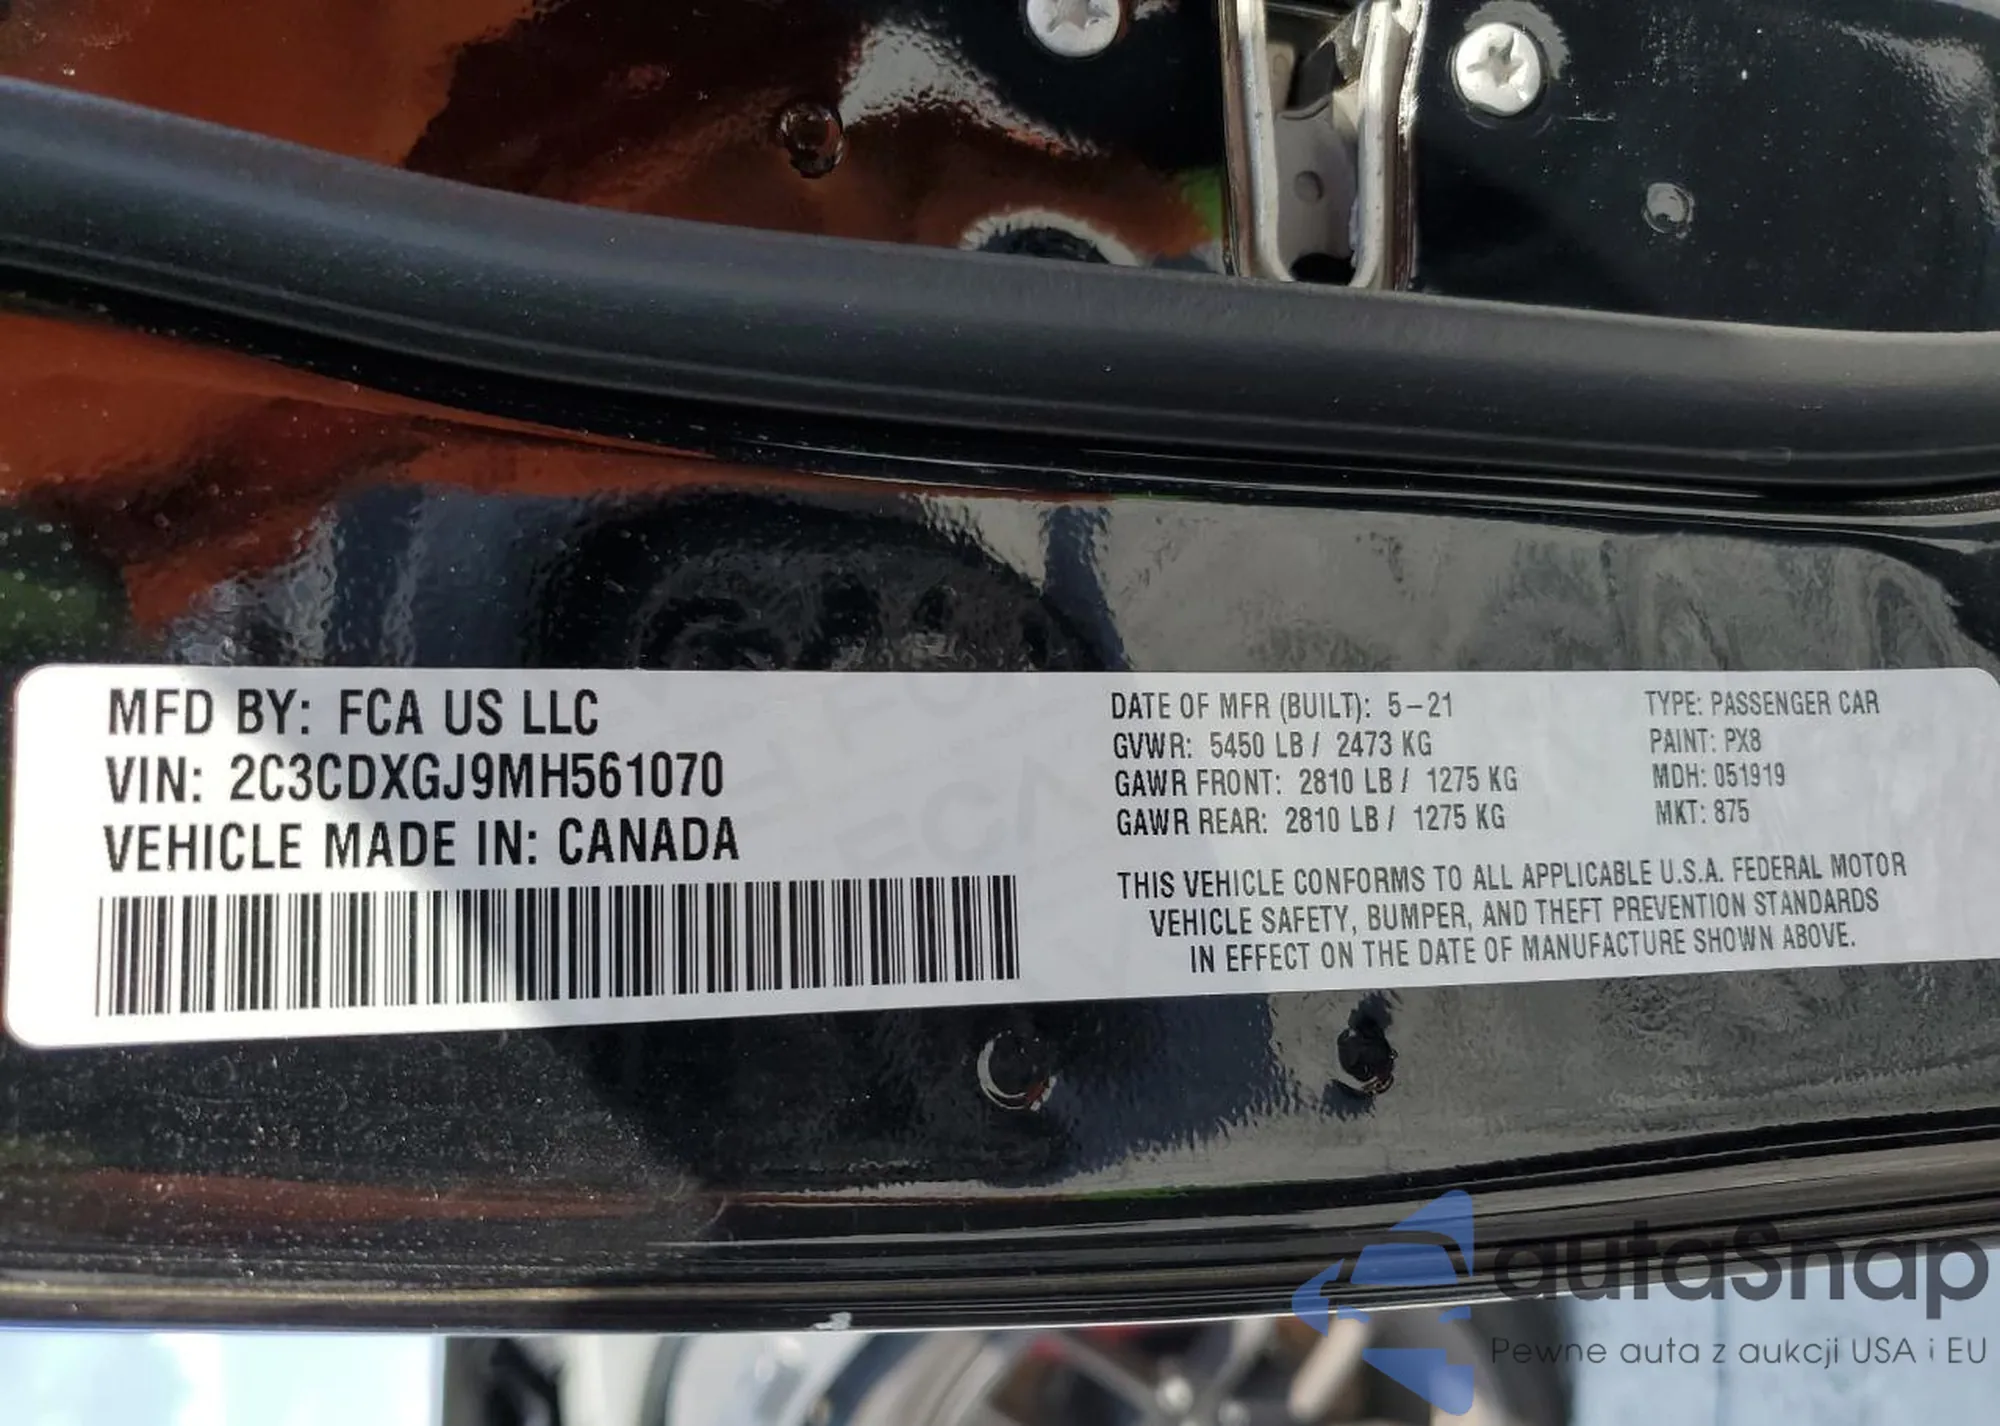 MFD BY: FCA US LLC
VIN: 2C3CDXGJ9MH561070
VEHICLE MADE IN: CANADA
DATE OF MFR (BUILT): 5-21
GVWR: 5450 LB / 2473 KG
GAWR FRONT: 2810 LB / 1275 KG
GAWR REAR: 2810 LB / 1275 KG
TYPE: PASSENGER CAR
PAINT: PX8
MDH: 051919
MKT: 875
THIS VEHICLE CONFORMS TO ALL APPLICABLE U.S.A. FEDERAL MOTOR
VEHICLE SAFETY, BUMPER, AND THEFT PREVENTION STANDARDS
IN EFFECT ON THE DATE OF MANUFACTURE SHOWN ABOVE.
autaSnap
Pewne auta z aukcji USA i EU